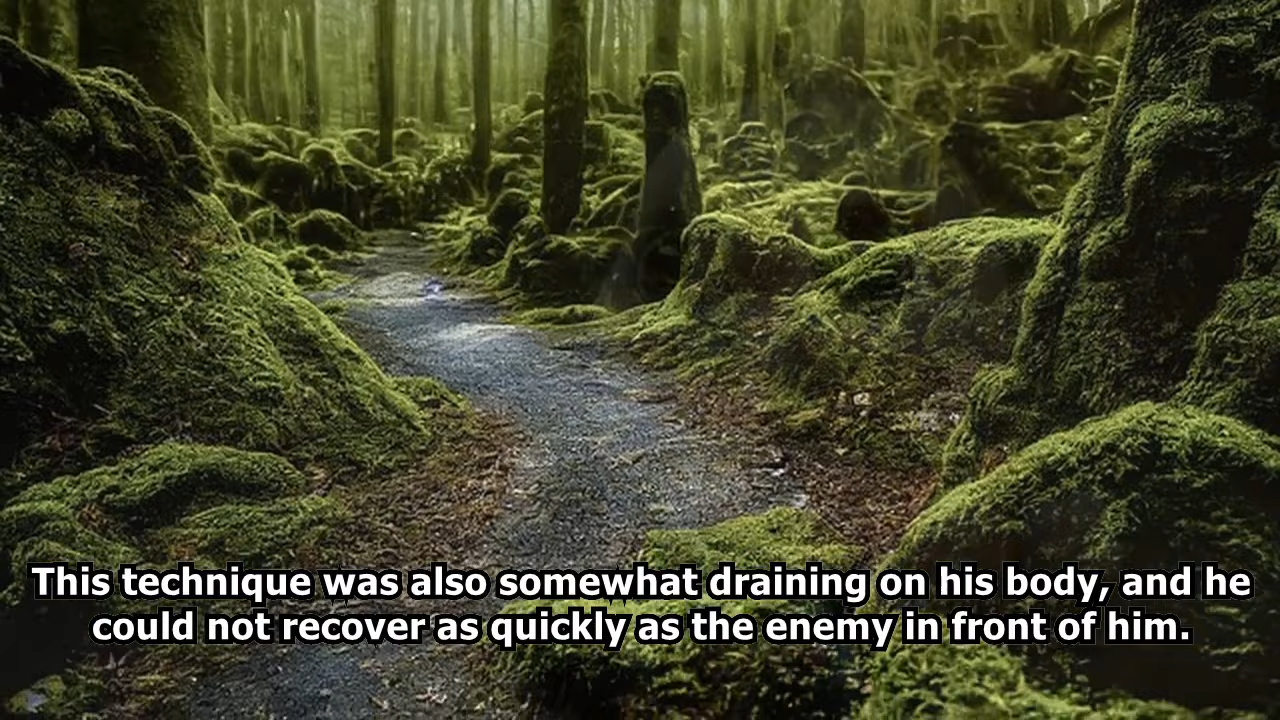 This technique was also somewhat draining on his body, and he
could not recover as quickly as the enemy in front of him.